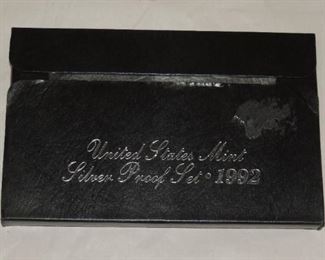 United States Mint
Silver Proof Set • 1992